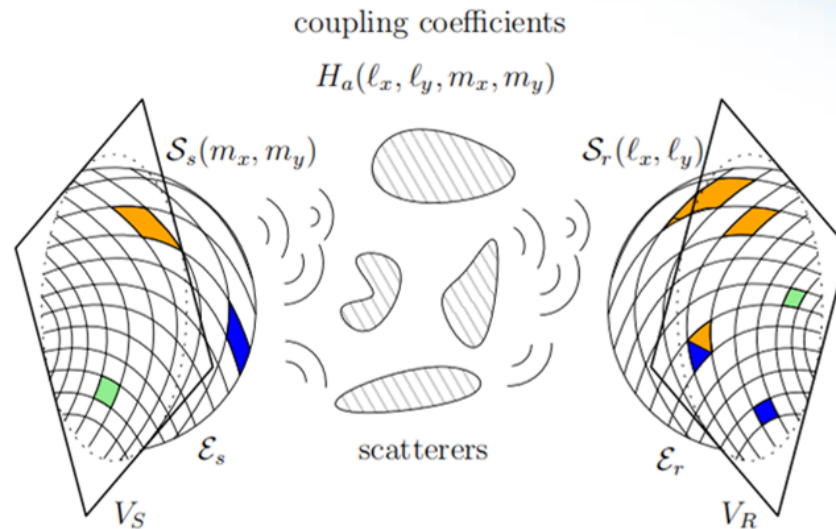 coupling coefficients
H_a(ℓ_x, ℓ_y, m_x, m_y)
𝒮_s(m_x, m_y)
𝒮_r(ℓ_x, ℓ_y)
ℰ_s
scatterers
ℰ_r
V_S
V_R